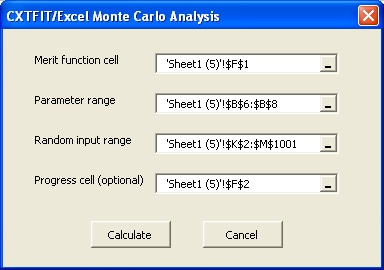 CXTFIT/Excel Monte Carlo Analysis
Merit function cell 'Sheet1 (5)'!$F$1
Parameter range 'Sheet1 (5)'!$B$6:$B$8
Random input range 'Sheet1 (5)'!$K$2:$M$1001
Progress cell (optional) 'Sheet1 (5)'!$F$2
Calculate Cancel